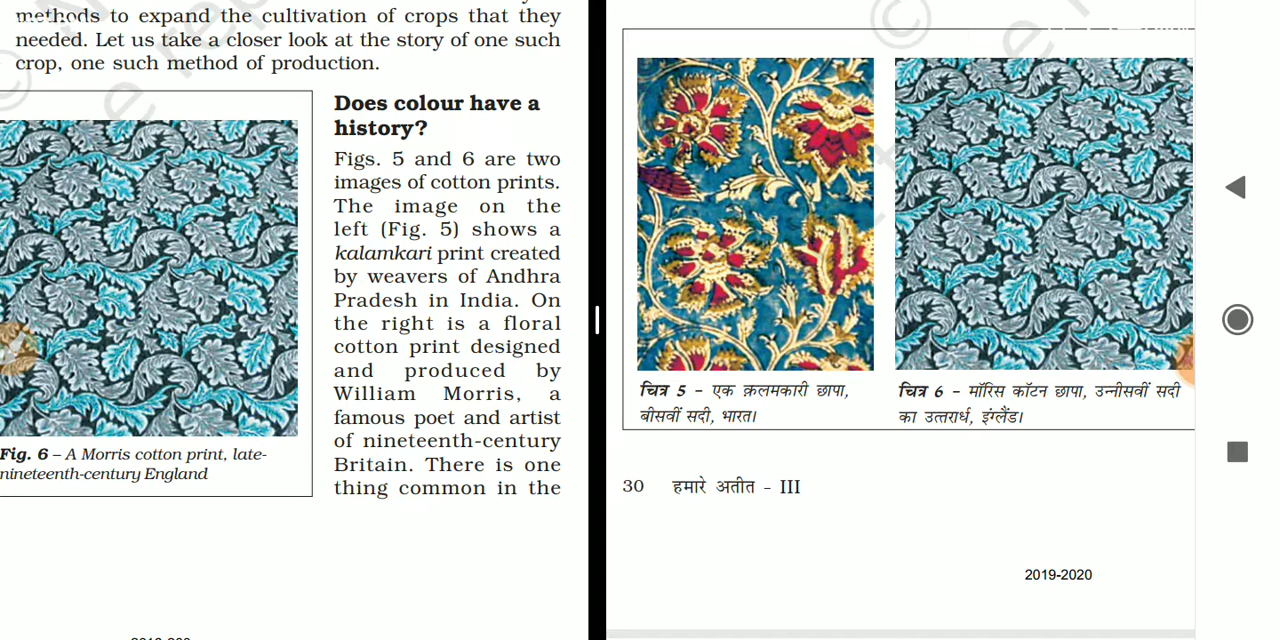 methods to expand the cultivation of crops that they
needed. Let us take a closer look at the story of one such
crop, one such method of production.
Does colour have a
history?
Figs. 5 and 6 are two
images of cotton prints.
The image on the
left (Fig. 5) shows a
kalamkari print created
by weavers of Andhra
Pradesh in India. On
the right is a floral
cotton print designed
and produced by
William Morris, a
famous poet and artist
of nineteenth-century
Britain. There is one
thing common in the
Fig. 6 – A Morris cotton print, late-
nineteenth-century England
चित्र 5 – एक क़लमकारी छापा,
बीसवीं सदी, भारत।
चित्र 6 – मॉरिस कॉटन छापा, उन्नीसवीं सदी
का उत्तरार्ध, इंग्लैंड।
30 हमारे अतीत – III
2019-2020